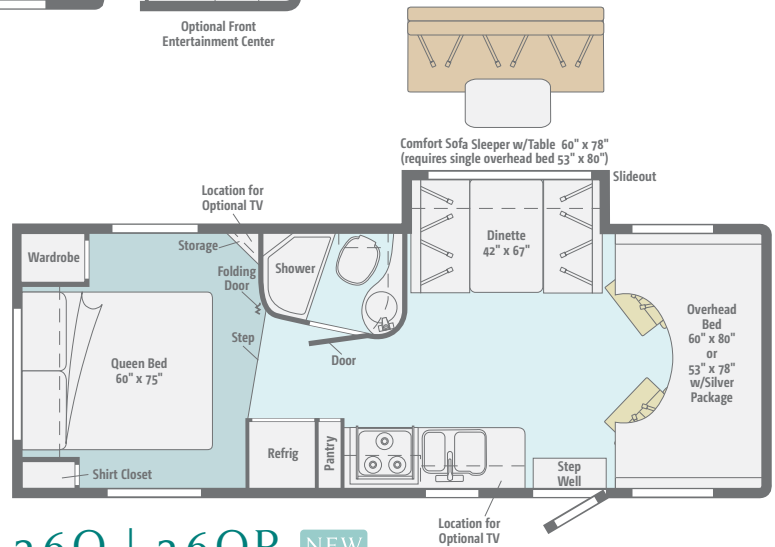 Optional Front
Entertainment Center
Comfort Sofa Sleeper w/Table 60" x 78"
(requires single overhead bed 53" x 80")
Slideout
Location for
Optional TV
Storage
Wardrobe
Folding
Door
Shower
Dinette
42" x 67"
Overhead
Bed
60" x 80"
or
53" x 78"
w/Silver
Package
Step
Door
Queen Bed
60" x 75"
Refrig
Pantry
Shirt Closet
Step
Well
Location for
Optional TV
NEW